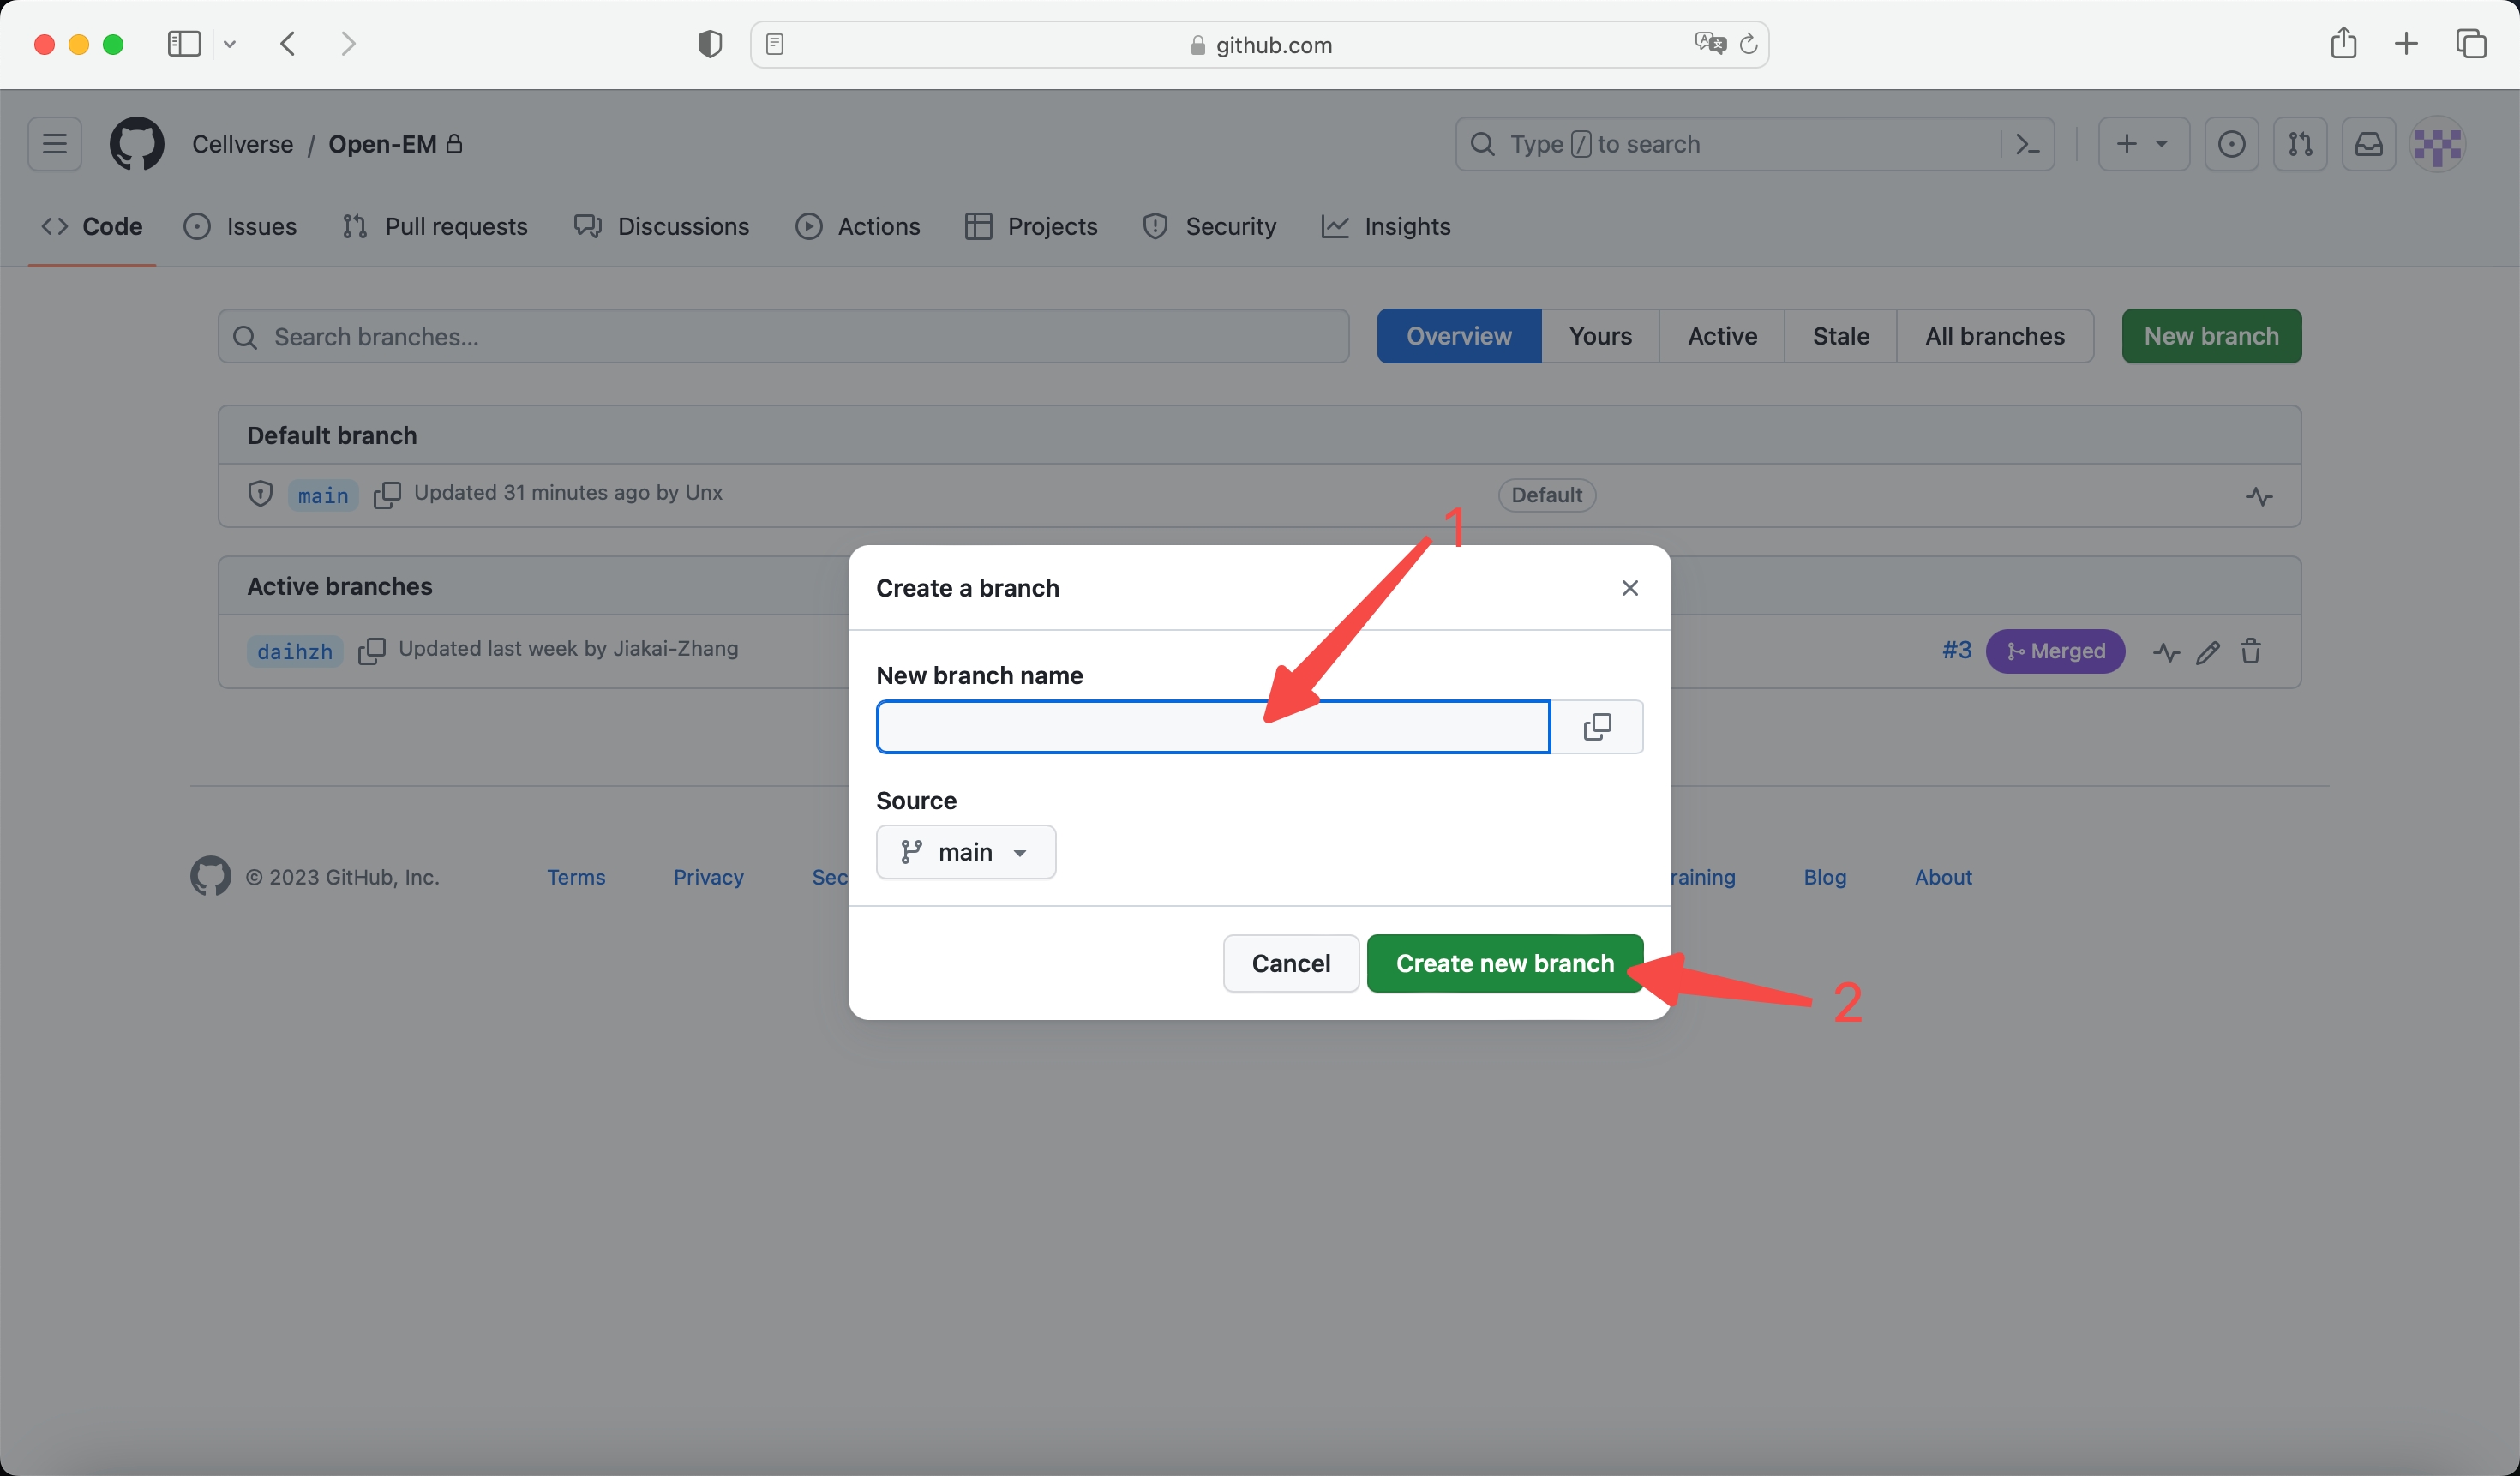 github.com
Cellverse / Open-EM
Type / to search
Code Issues Pull requests Discussions Actions Projects Security Insights
Search branches...
Overview Yours Active Stale All branches New branch
Default branch
main Updated 31 minutes ago by Unx Default
1
Active branches
daihzh Updated last week by Jiakai-Zhang #3 Merged
Create a branch
New branch name
Source
main
© 2023 GitHub, Inc. Terms Privacy Sec raining Blog About
Cancel Create new branch
2